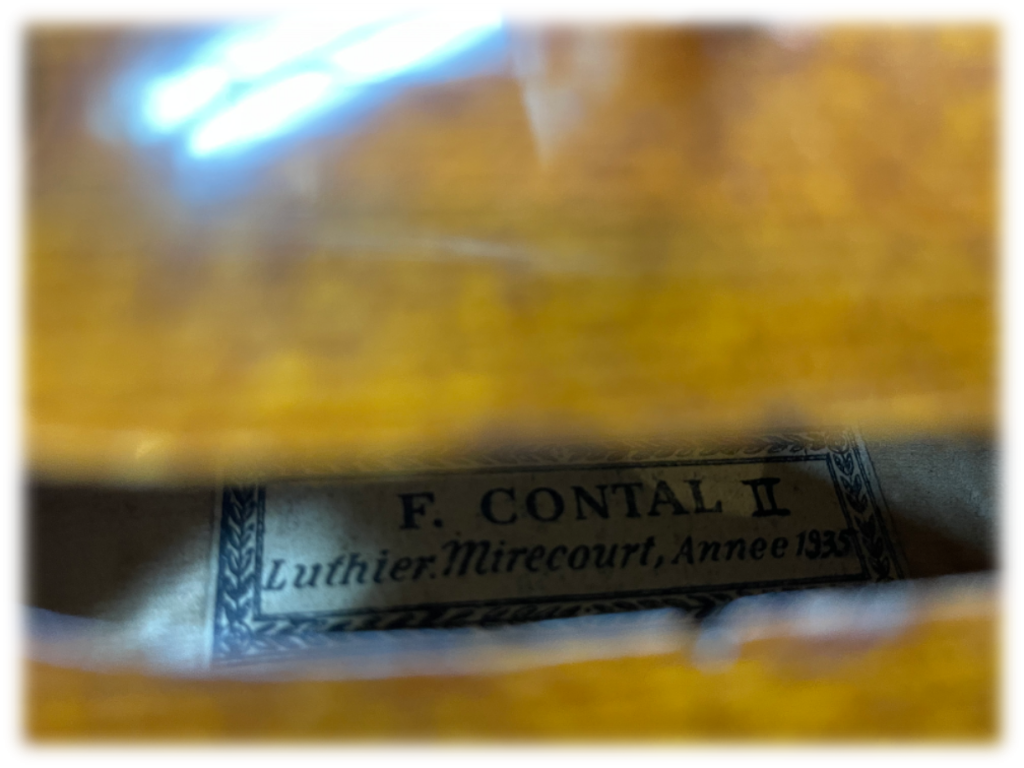 F. CONTAL II
Luthier. Mirecourt, Annee 1935